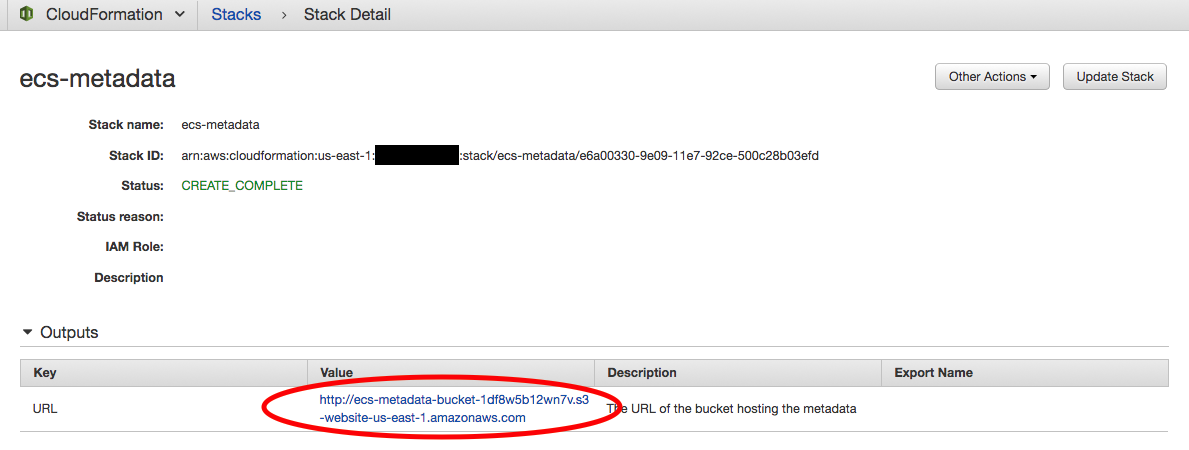 CloudFormation Stacks › Stack Detail
ecs-metadata
Other Actions Update Stack
Stack name: ecs-metadata
Stack ID: arn:aws:cloudformation:us-east-1: :stack/ecs-metadata/e6a00330-9e09-11e7-92ce-500c28b03efd
Status: CREATE_COMPLETE
Status reason:
IAM Role:
Description
Outputs
Key Value Description Export Name
URL http://ecs-metadata-bucket-1df8w5b12wn7v.s3 The URL of the bucket hosting the metadata
-website-us-east-1.amazonaws.com